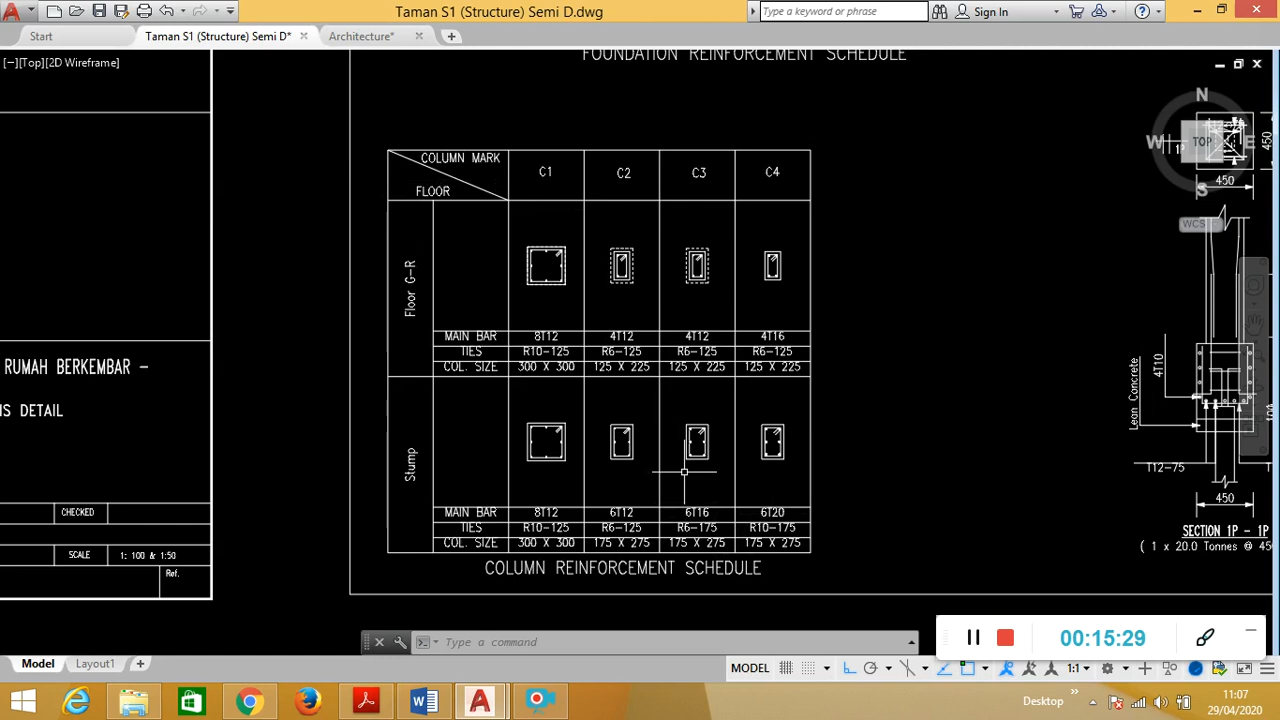 Taman S1 (Structure) Semi D.dwg
Type a keyword or phrase
Sign In
Start
Taman S1 (Structure) Semi D*
Architecture*
[−][Top][2D Wireframe]
FOUNDATION REINFORCEMENT SCHEDULE
N
W TOP E
S
WCS
COLUMN MARK C1 C2 C3 C4
FLOOR
Floor G-R
MAIN BAR 8T12 4T12 4T12 4T16
TIES R10-125 R6-125 R6-125 R6-125
COL. SIZE 300 X 300 125 X 225 125 X 225 125 X 225
Stump
MAIN BAR 8T12 6T12 6T16 6T20
TIES R10-125 R6-125 R6-175 R10-175
COL. SIZE 300 X 300 175 X 275 175 X 275 175 X 275
COLUMN REINFORCEMENT SCHEDULE
RUMAH BERKEMBAR -
DETAIL
CHECKED
SCALE 1: 100 & 1:50
Ref.
450
450
4T10
Lean Concrete
T12-75
450
SECTION 1P - 1P
( 1 x 20.0 Tonnes @
Type a command
00:15:29
Model
Layout1
MODEL
1:1
Desktop
11:07
29/04/2020